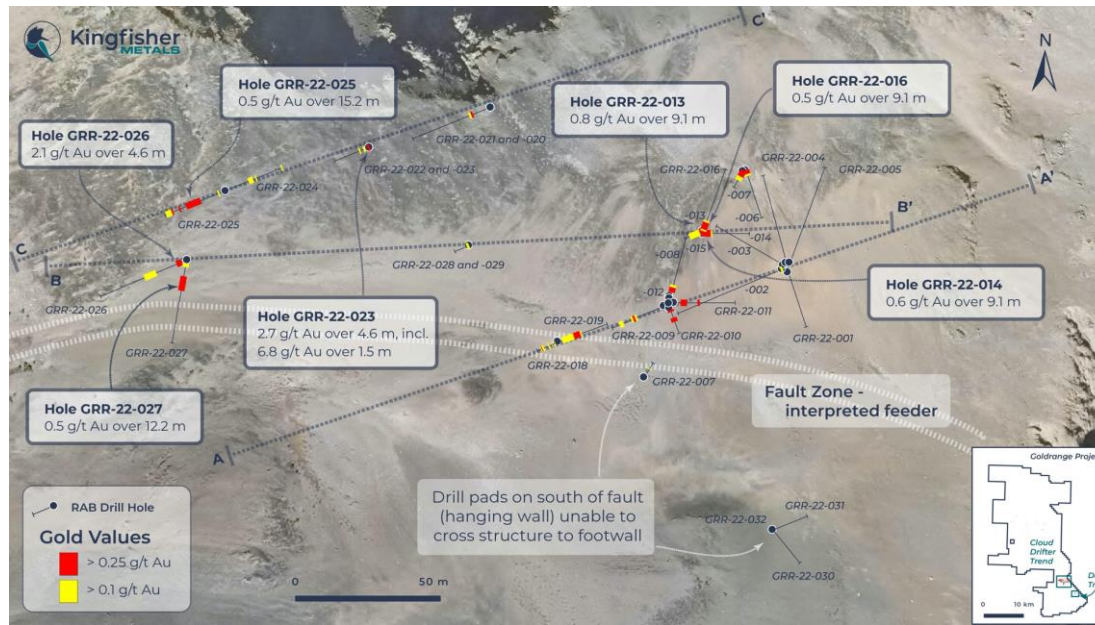 Kingfisher
METALS
C'
N
Hole GRR-22-025
0.5 g/t Au over 15.2 m
Hole GRR-22-013
0.8 g/t Au over 9.1 m
Hole GRR-22-016
0.5 g/t Au over 9.1 m
Hole GRR-22-026
2.1 g/t Au over 4.6 m
GRR-22-021 and -020
GRR-22-022 and -023
GRR-22-024
GRR-22-025
GRR-22-016
GRR-22-004
GRR-22-005
-007
-006
A'
B'
-013
-014
-015
-003
-008
C
B
GRR-22-028 and -029
-002
-012
-011
GRR-22-026
GRR-22-027
Hole GRR-22-023
2.7 g/t Au over 4.6 m, incl.
6.8 g/t Au over 1.5 m
Hole GRR-22-014
0.6 g/t Au over 9.1 m
GRR-22-019
GRR-22-009
GRR-22-010
GRR-22-001
GRR-22-018
GRR-22-007
Hole GRR-22-027
0.5 g/t Au over 12.2 m
Fault Zone -
interpreted feeder
A
Drill pads on south of fault
(hanging wall) unable to
cross structure to footwall
GRR-22-031
GRR-22-032
GRR-22-030
RAB Drill Hole
Gold Values
> 0.25 g/t Au
> 0.1 g/t Au
0
50 m
Goldrange Proje
Cloud
Drifter
Trend
D
Tr
0
10 km